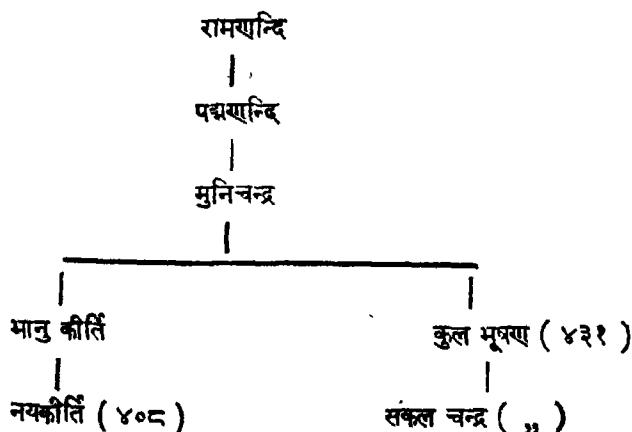 रामणन्दि
पद्मणन्दि
मुनिचन्द्र
भानु कीर्ति कुल भूषण ( ४३१ )
नयकीर्ति ( ४०८ ) सकल चन्द्र ( ,, )